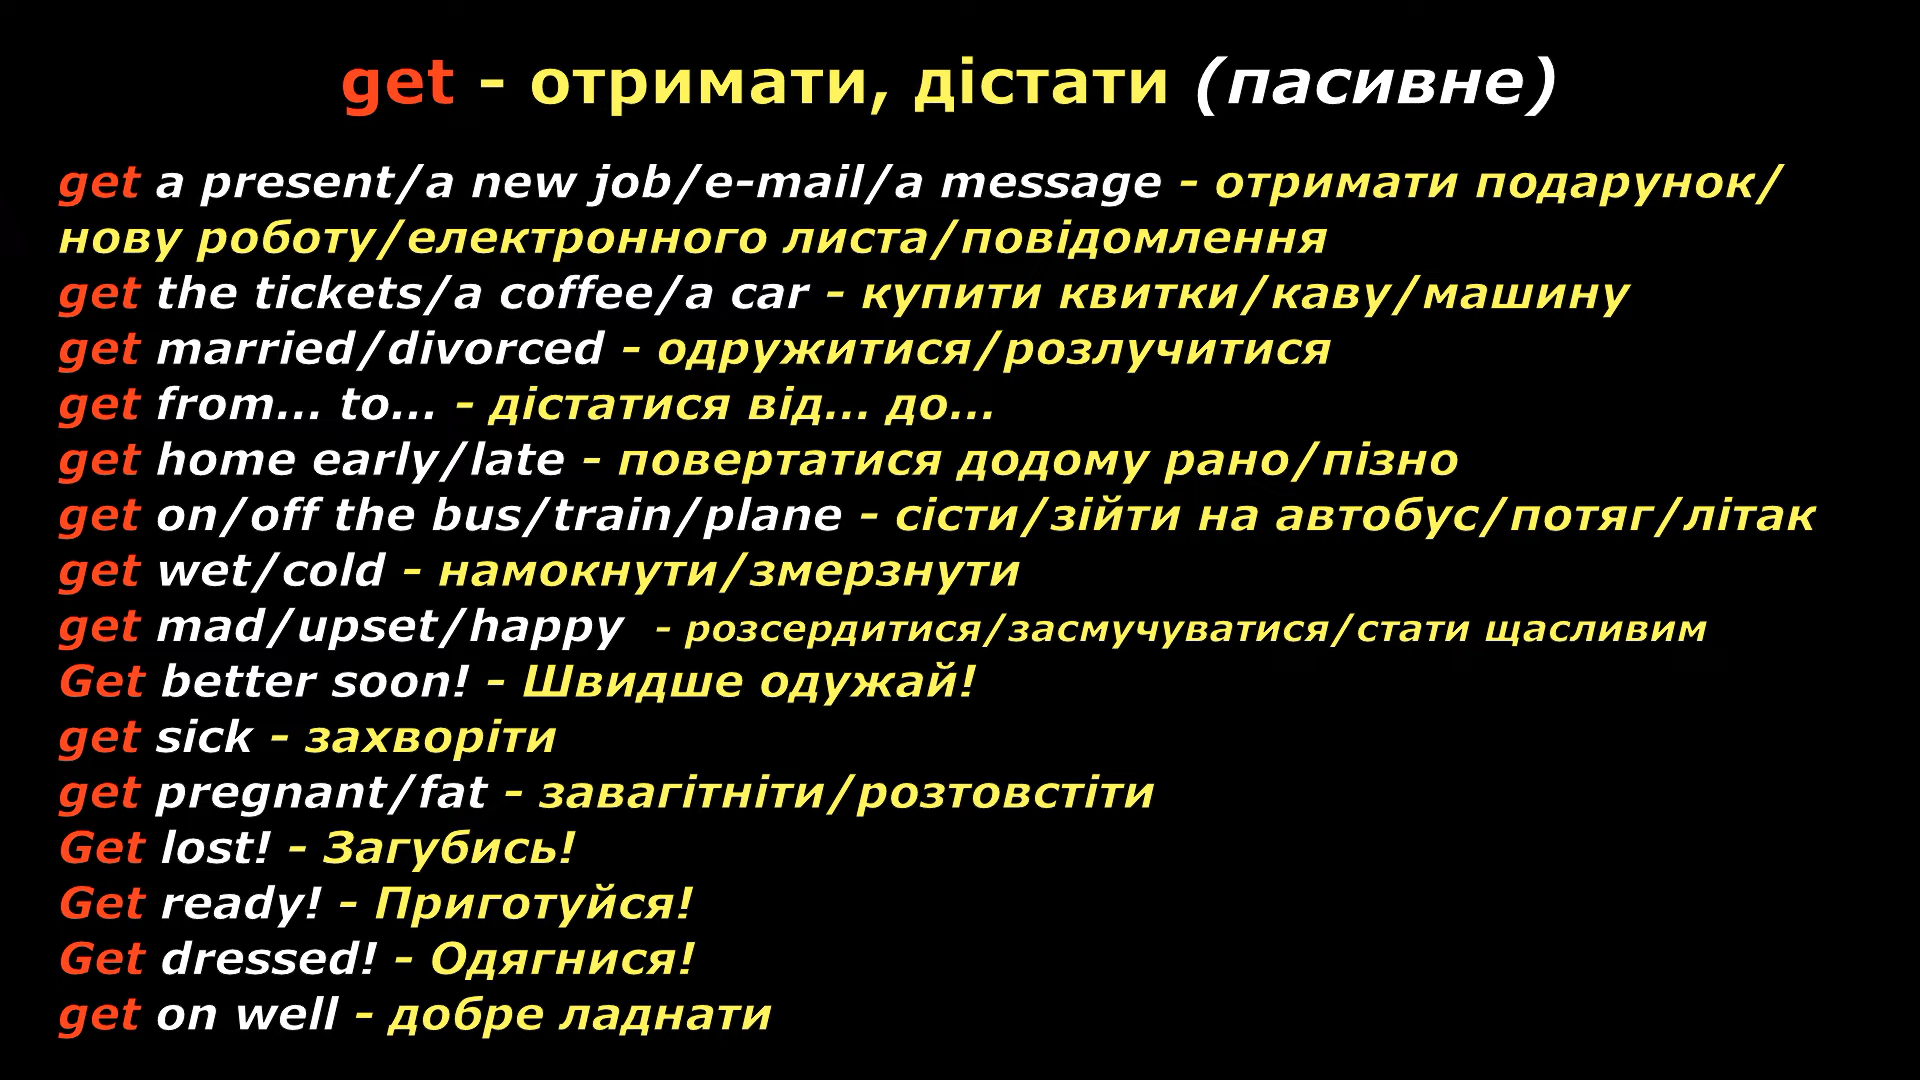 get - отримати, дістати (пасивне)
get a present/a new job/e-mail/a message – отримати подарунок/
нову роботу/електронного листа/повідомлення
get the tickets/a coffee/a car – купити квитки/каву/машину
get married/divorced – одружитися/розлучитися
get from... to... – дістатися від... до...
get home early/late – повертатися додому рано/пізно
get on/off the bus/train/plane – сісти/зійти на автобус/потяг/літак
get wet/cold – намокнути/змерзнути
get mad/upset/happy – розсердитися/засмучуватися/стати щасливим
Get better soon! – Швидше одужай!
get sick – захворіти
get pregnant/fat – завагітніти/розтовстіти
Get lost! – Загубись!
Get ready! – Приготуйся!
Get dressed! – Одягнися!
get on well – добре ладнати